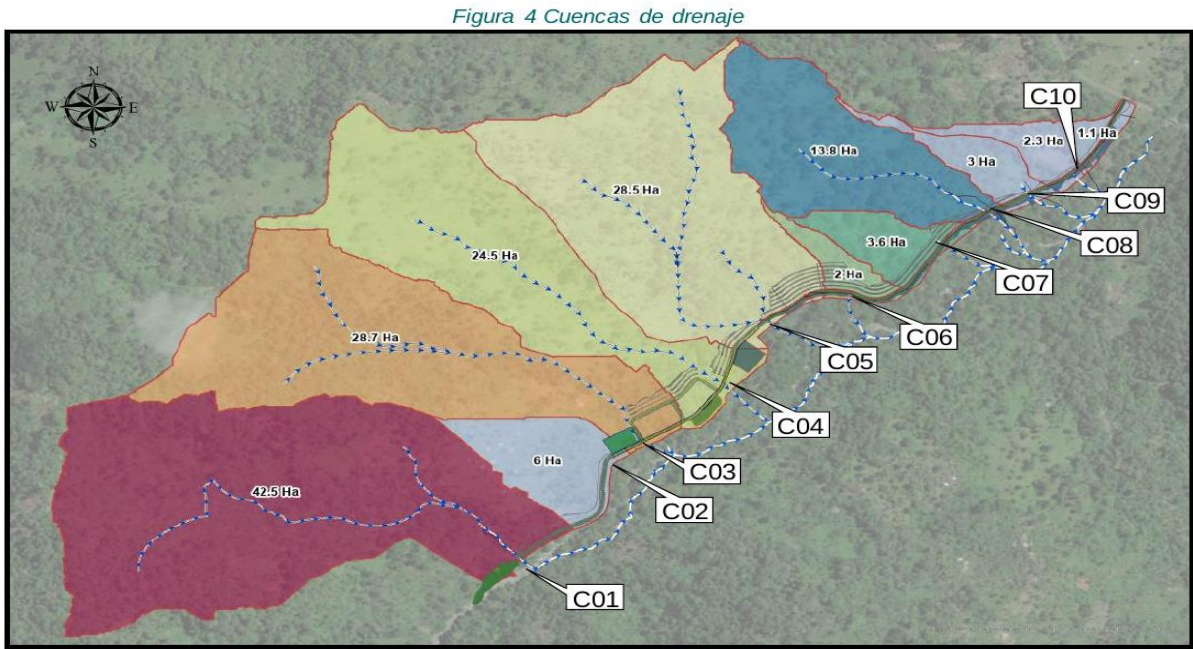 Figura 4 Cuencas de drenaje
N
W E
S
C10
1.1 Ha
2.3 Ha
13.8 Ha
3 Ha
28.5 Ha
C09
C08
3.6 Ha
24.5 Ha
2 Ha
C07
C06
28.7 Ha
C05
C04
6 Ha
C03
42.5 Ha
C02
C01